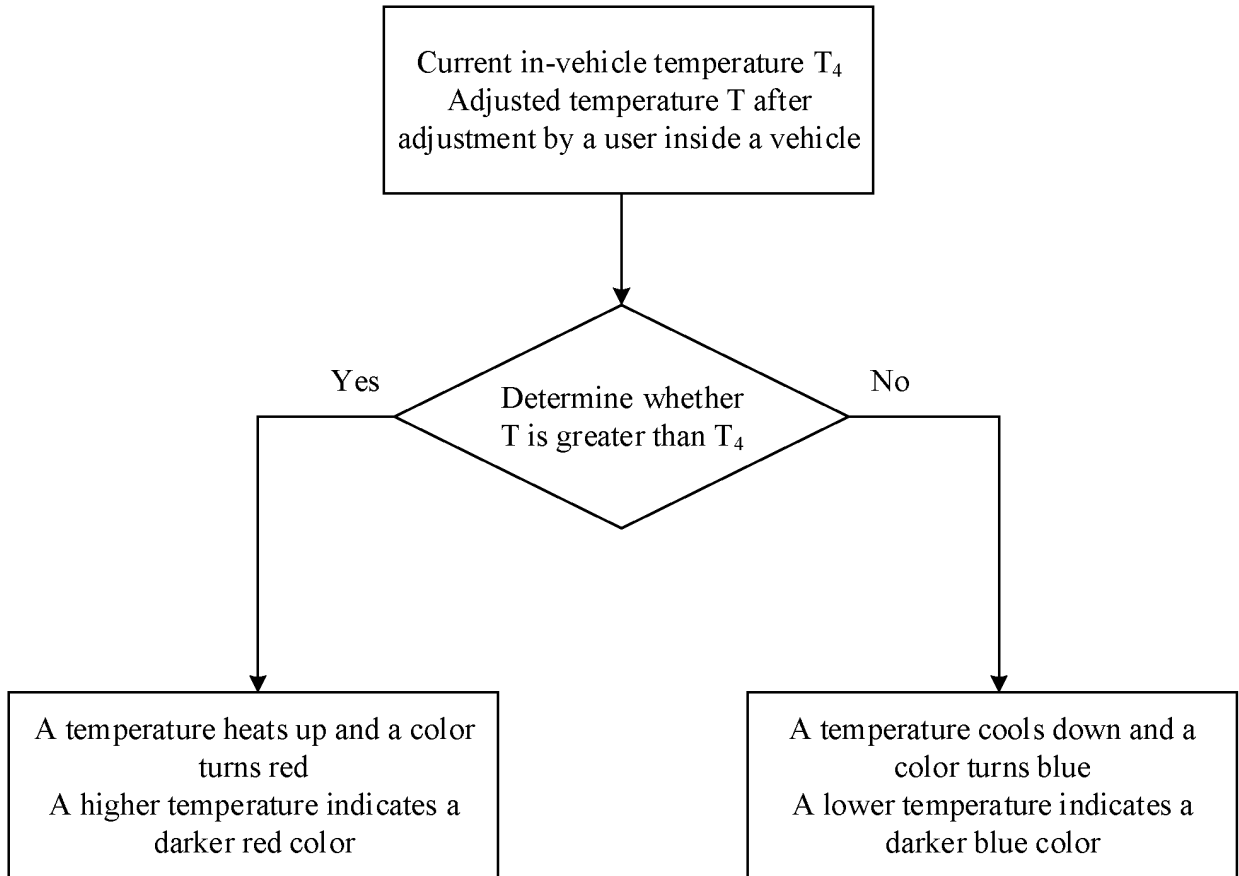 Current in-vehicle temperature T₄
Adjusted temperature T after
adjustment by a user inside a vehicle
Yes
No
Determine whether
T is greater than T₄
A temperature heats up and a color
turns red
A higher temperature indicates a
darker red color
A temperature cools down and a
color turns blue
A lower temperature indicates a
darker blue color